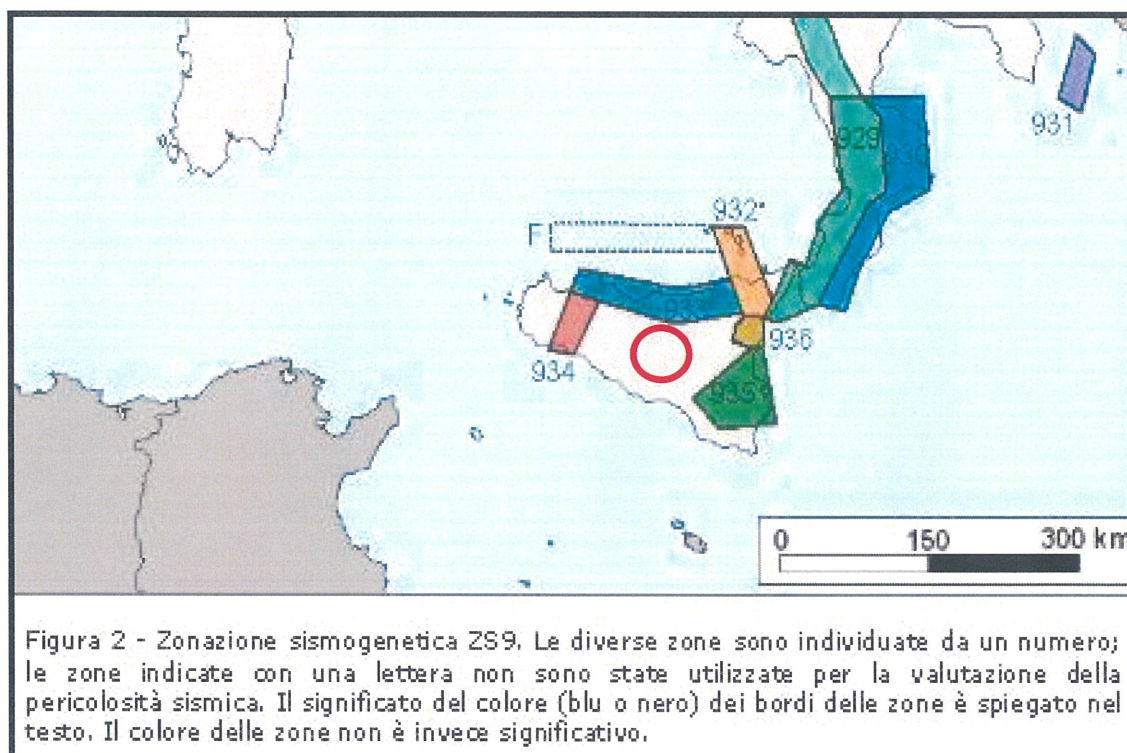 931
929
930
932
F
933
936
934
935
0 150 300 km
Figura 2 - Zonazione sismogenetica ZS9. Le diverse zone sono individuate da un numero;
le zone indicate con una lettera non sono state utilizzate per la valutazione della
pericolosità sismica. Il significato del colore (blu o nero) dei bordi delle zone è spiegato nel
testo. Il colore delle zone non è invece significativo.